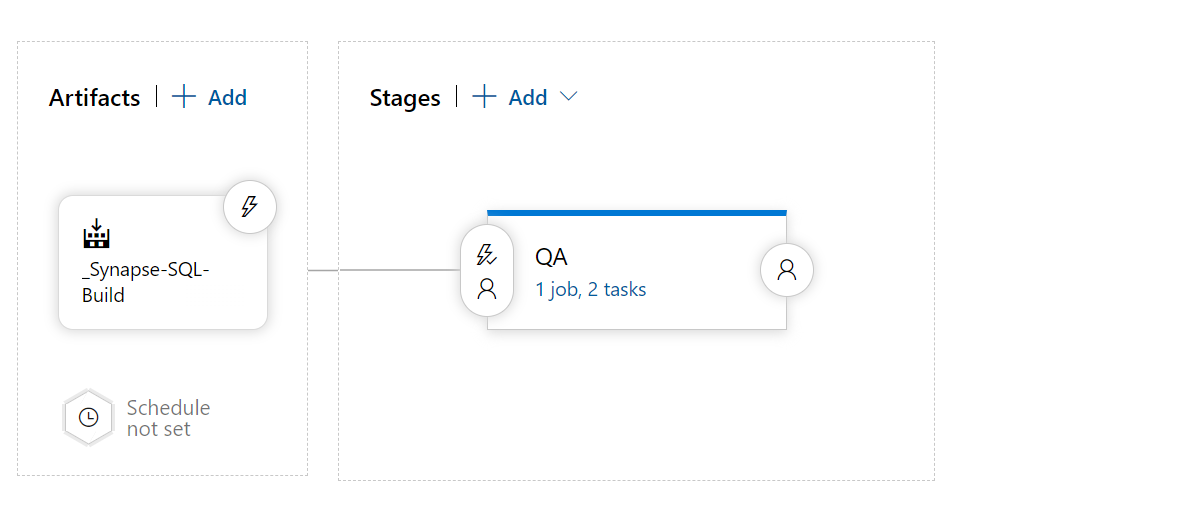 Artifacts | + Add
Stages | + Add
_Synapse-SQL-
Build
QA
1 job, 2 tasks
Schedule
not set